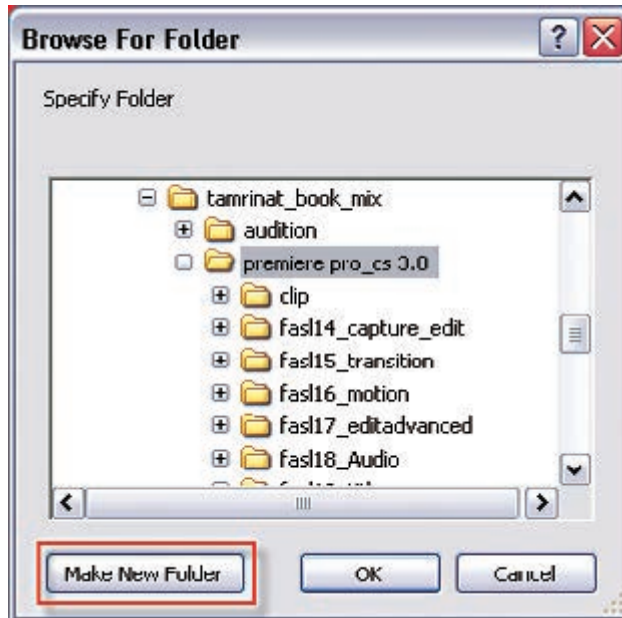 Browse For Folder
Specify Folder
tamrinat_book_mix
audition
premiere pro_cs 3.0
clip
fasl14_capture_edit
fasl15_transition
fasl16_motion
fasl17_editadvanced
fasl18_Audio
Make New Folder
OK
Cancel